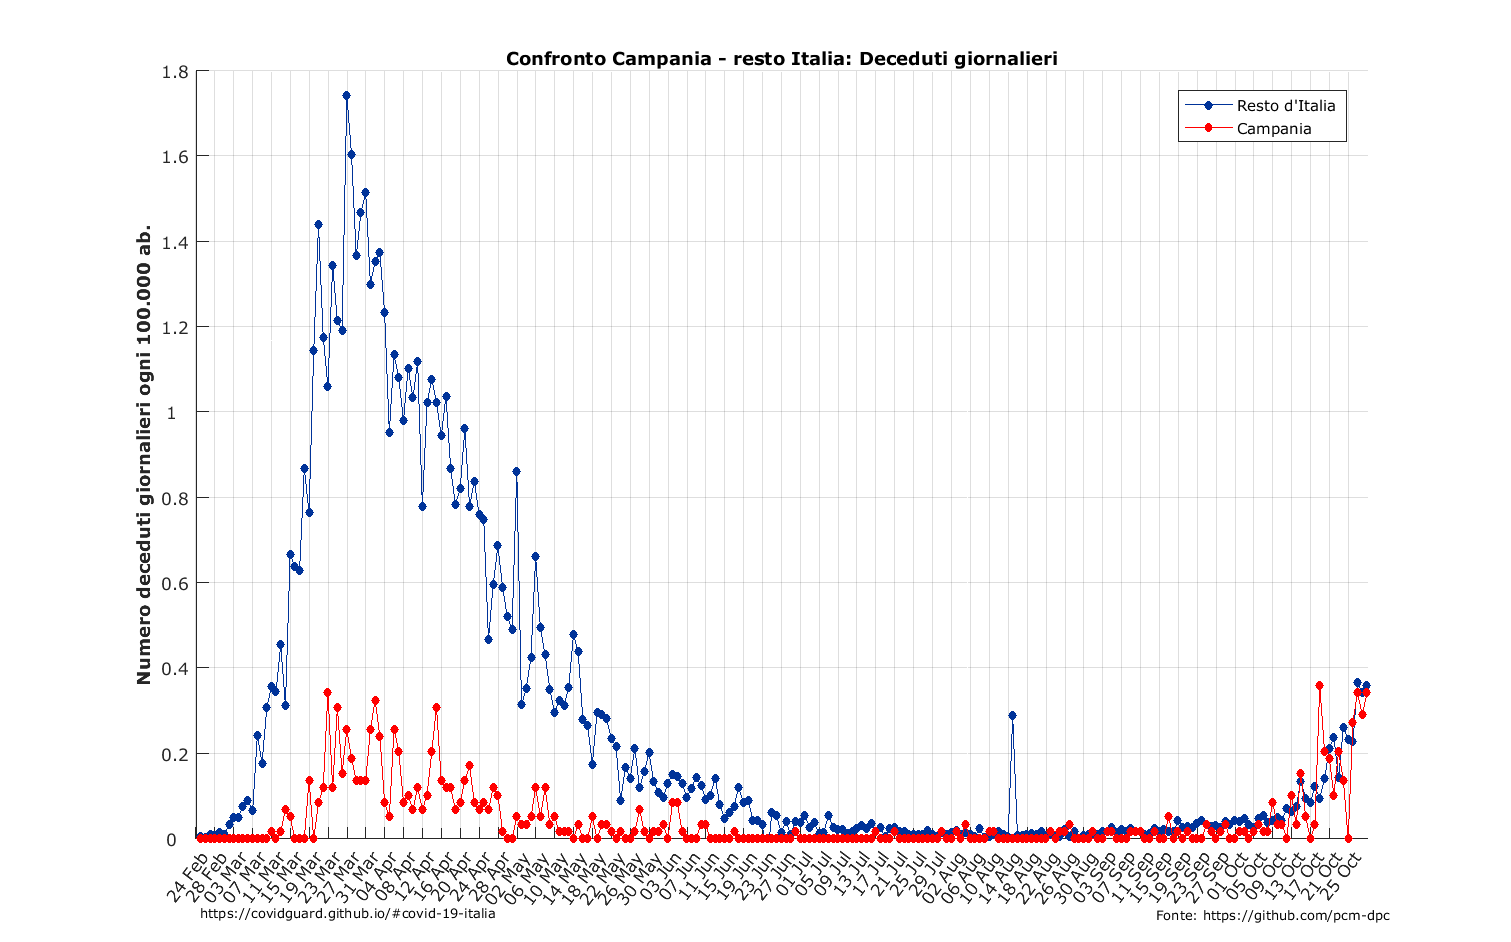 Confronto Campania - resto Italia: Deceduti giornalieri
Resto d'Italia
Campania
Numero deceduti giornalieri ogni 100.000 ab.
1.8
1.6
1.4
1.2
1
0.8
0.6
0.4
0.2
0
24 Feb
28 Feb
03 Mar
07 Mar
11 Mar
15 Mar
19 Mar
23 Mar
27 Mar
31 Mar
04 Apr
08 Apr
12 Apr
16 Apr
20 Apr
24 Apr
28 Apr
02 May
06 May
10 May
14 May
18 May
22 May
26 May
30 May
03 Jun
07 Jun
11 Jun
15 Jun
19 Jun
23 Jun
27 Jun
01 Jul
05 Jul
09 Jul
13 Jul
17 Jul
21 Jul
25 Jul
29 Jul
02 Aug
06 Aug
10 Aug
14 Aug
18 Aug
22 Aug
26 Aug
30 Aug
03 Sep
07 Sep
11 Sep
15 Sep
19 Sep
23 Sep
27 Sep
01 Oct
05 Oct
09 Oct
13 Oct
17 Oct
21 Oct
25 Oct
https://covidguard.github.io/#covid-19-italia
Fonte: https://github.com/pcm-dpc